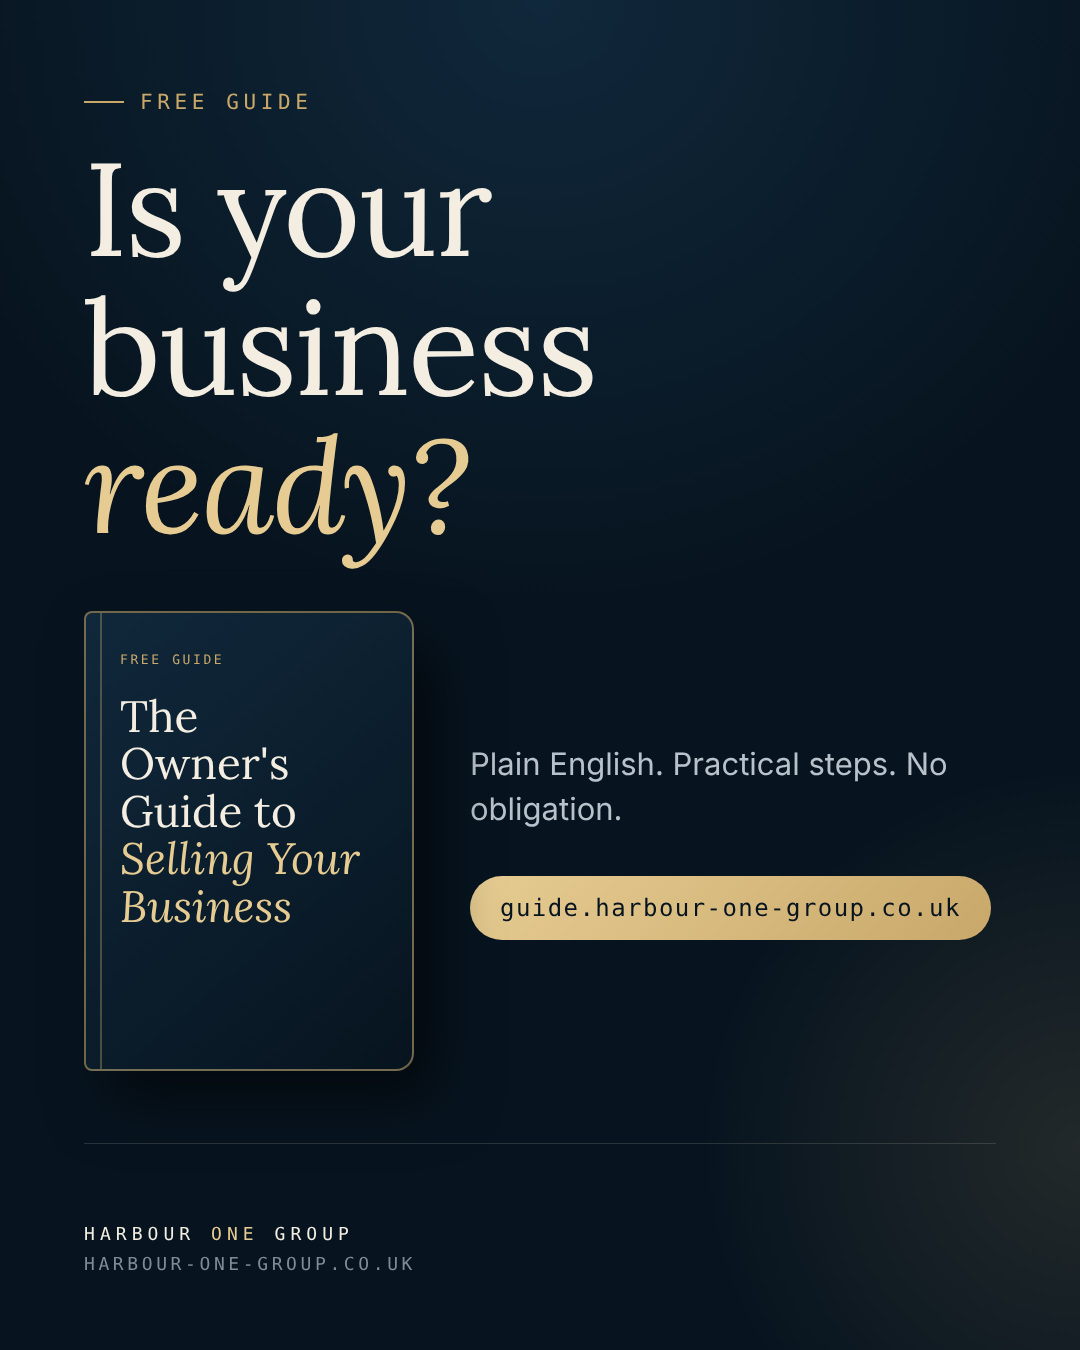 FREE GUIDE
Is your
business
ready?
FREE GUIDE
The
Owner's
Guide to
Selling Your
Business
Plain English. Practical steps. No
obligation.
guide.harbour-one-group.co.uk
HARBOUR ONE GROUP
HARBOUR-ONE-GROUP.CO.UK